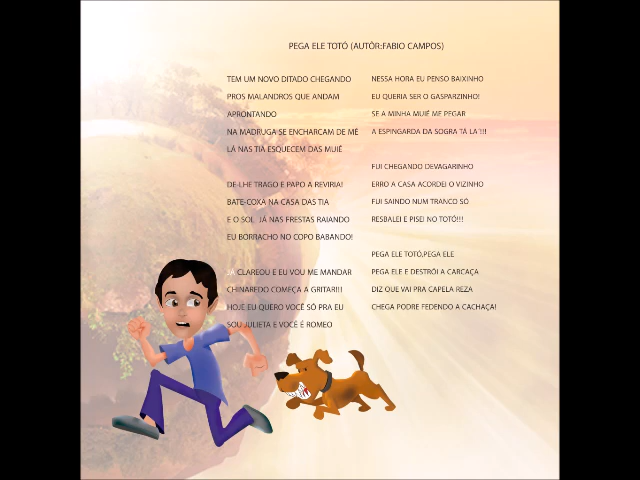 PEGA ELE TOTÓ (AUTÔR:FABIO CAMPOS)
TEM UM NOVO DITADO CHEGANDO
PROS MALANDROS QUE ANDAM
APRONTANDO
NA MADRUGA SE ENCHARCAM DE MÉ
LÁ NAS TIA ESQUECEM DAS MUIÉ
DE-LHE TRAGO E PAPO A REVIRIA!
BATE-COXA NA CASA DAS TIA
E O SOL JÁ NAS FRESTAS RAIANDO
EU BORRACHO NO COPO BABANDO!
JÁ CLAREOU E EU VOU ME MANDAR
CHINAREDO COMEÇA A GRITAR!!!
HOJE EU QUERO VOCÊ SÓ PRA EU
SOU JULIETA E VOCÊ É ROMEO
NESSA HORA EU PENSO BAIXINHO
EU QUERIA SER O GASPARZINHO!
SE A MINHA MUIÉ ME PEGAR
A ESPINGARDA DA SOGRA TÁ LA !!!
FUI CHEGANDO DEVAGARINHO
ERRO A CASA ACORDEI O VIZINHO
FUI SAINDO NUM TRANCO SÓ
RESBALEI E PISEI NO TOTÓ!!!
PEGA ELE TOTÓ,PEGA ELE
PEGA ELE E DESTRÓI A CARCAÇA
DIZ QUE VAI PRA CAPELA REZA
CHEGA PODRE FEDENDO A CACHAÇA!